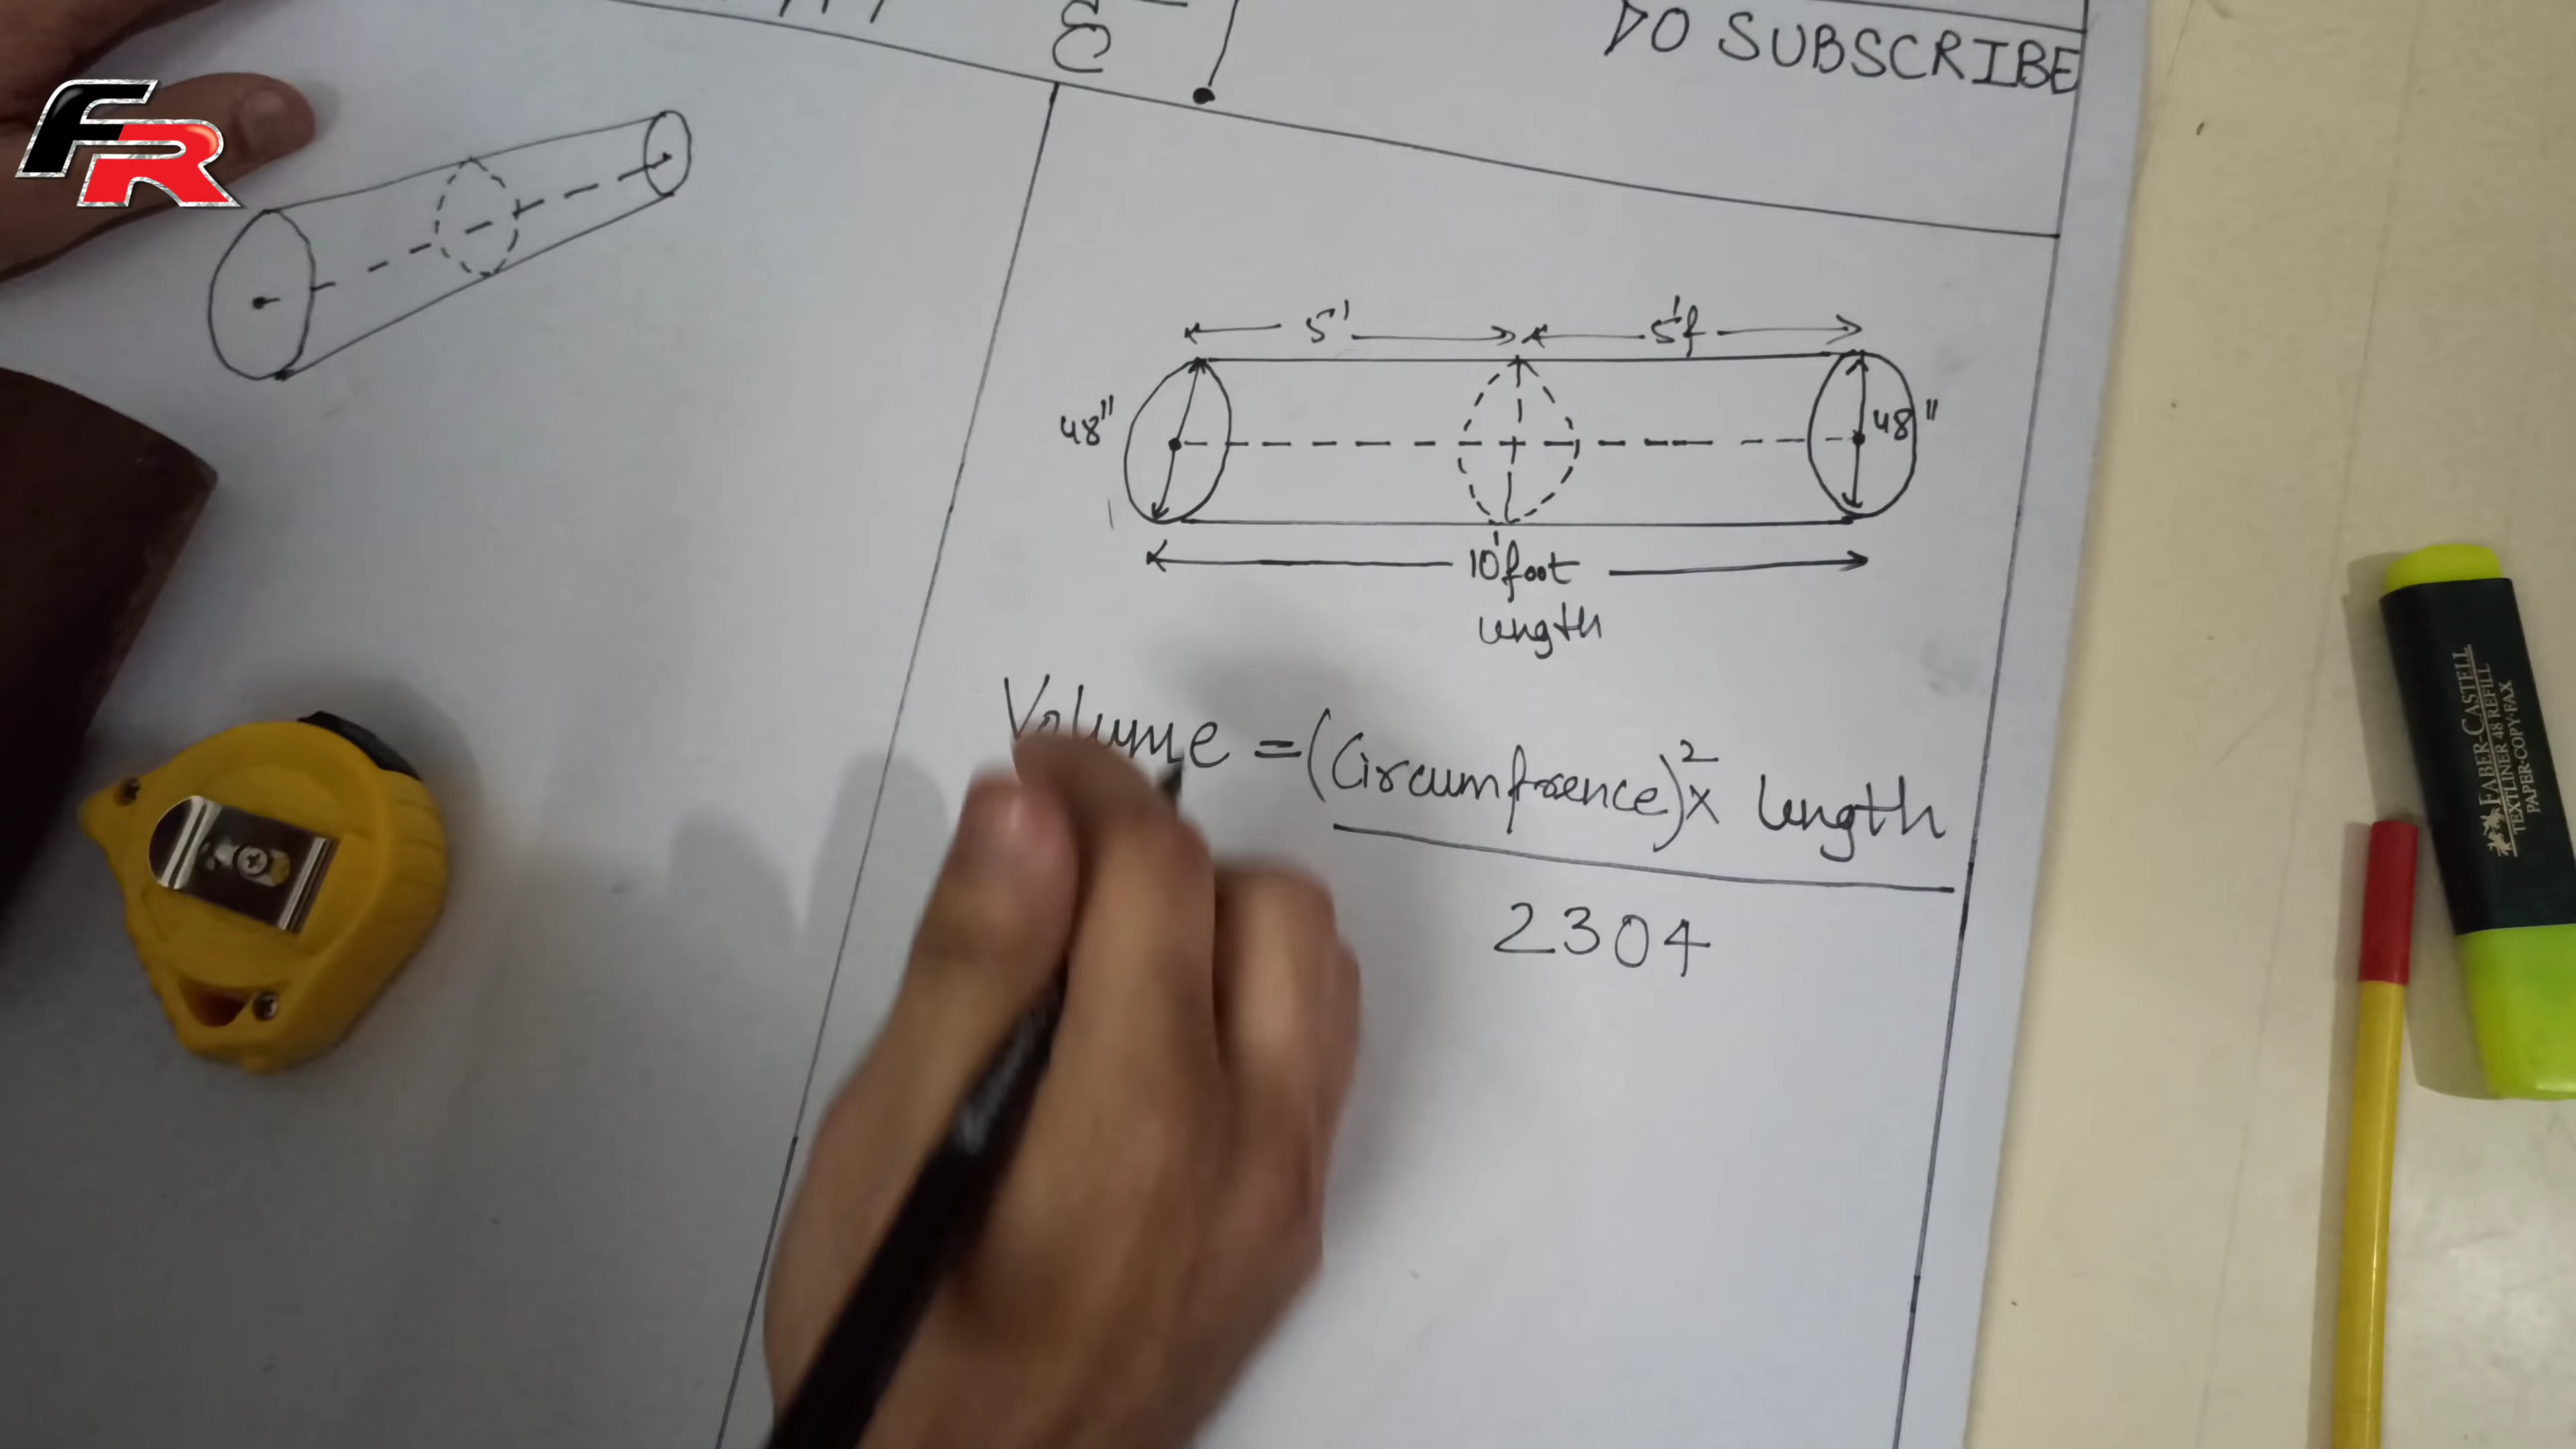 DO SUBSCRIBE
FR
5' 5'f
48" 48"
10'foot
length
Volume = (Circumfrence)² x length
2304
FABER-CASTELL
TEXTLINER 48 REFILL
PAPER-COPY-FAX